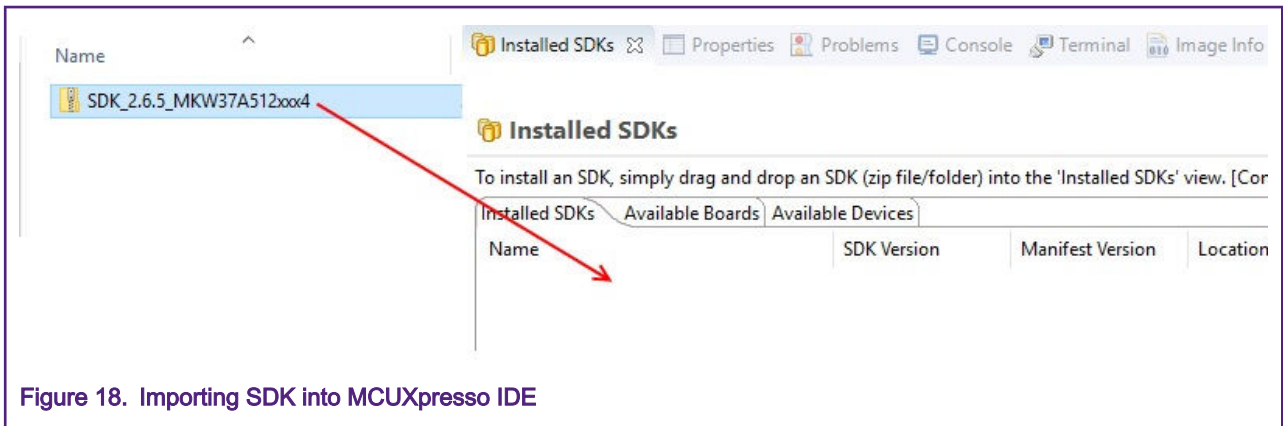 Name
SDK_2.6.5_MKW37A512xxx4
Installed SDKs Properties Problems Console Terminal Image Info
Installed SDKs
To install an SDK, simply drag and drop an SDK (zip file/folder) into the 'Installed SDKs' view. [Cor
Installed SDKs Available Boards Available Devices
Name SDK Version Manifest Version Location
Figure 18. Importing SDK into MCUXpresso IDE